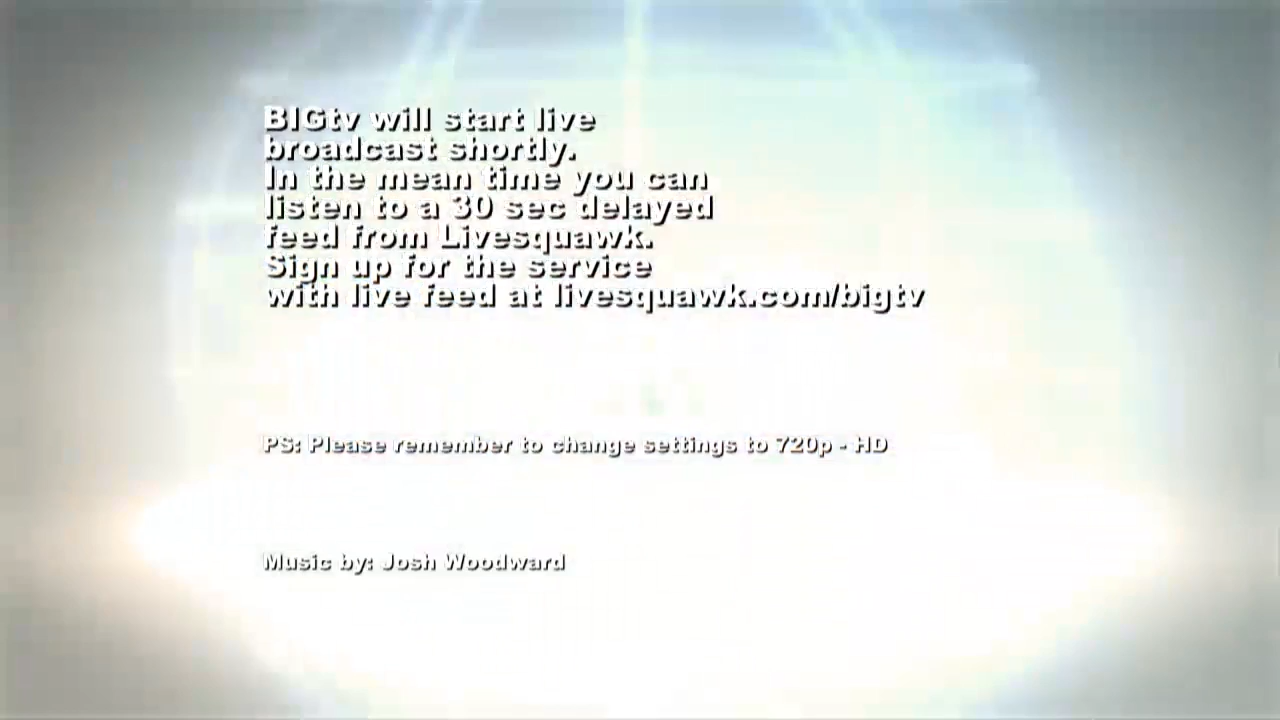 BIGtv will start live
broadcast shortly.
In the mean time you can
listen to a 30 sec delayed
feed from Livesquawk.
Sign up for the service
with live feed at livesquawk.com/bigtv
PS: Please remember to change settings to 720p - HD
Music by: Josh Woodward